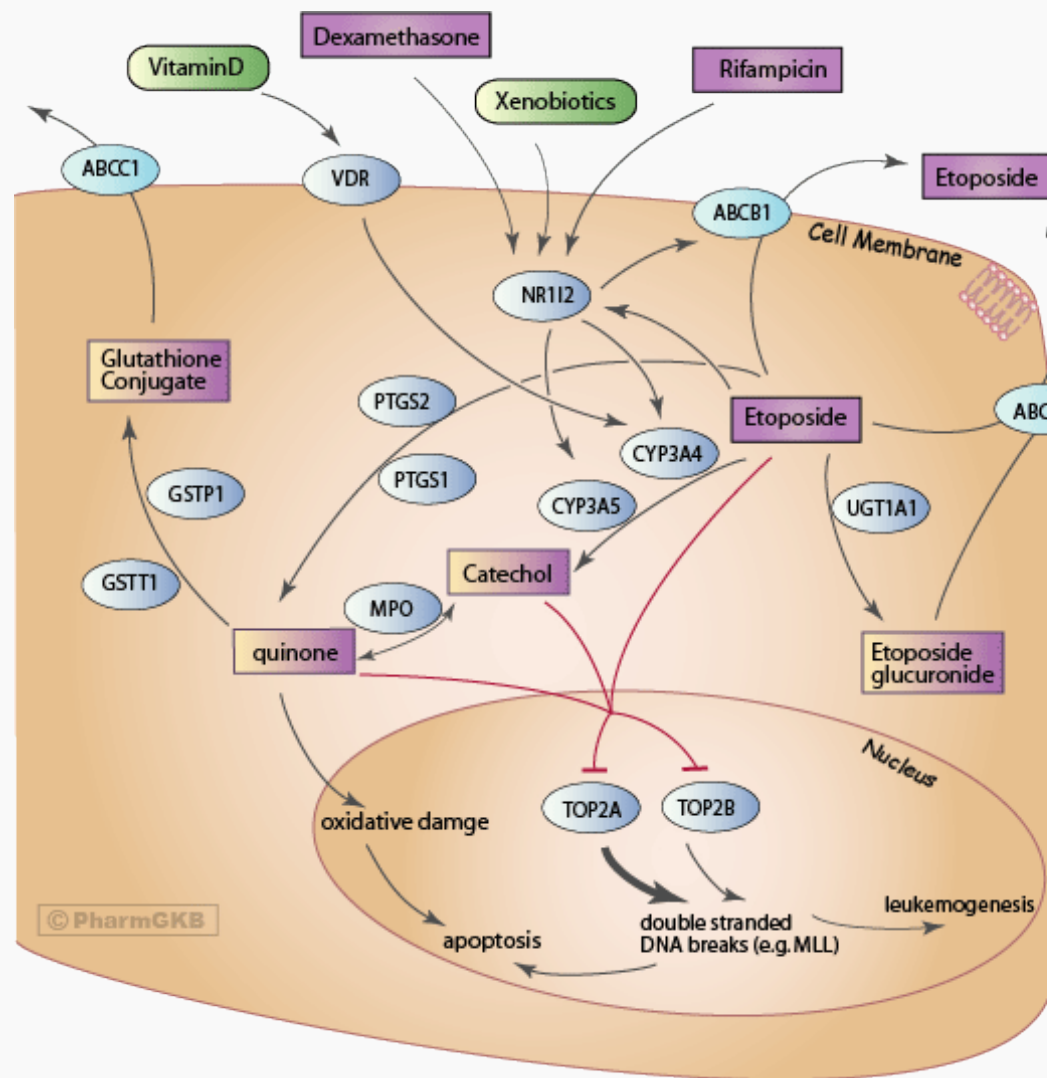 Dexamethasone
VitaminD
Rifampicin
Xenobiotics
ABCC1
VDR
Etoposide
ABCB1
Cell Membrane
NR1I2
Glutathione
Conjugate
PTGS2
Etoposide
ABC
CYP3A4
PTGS1
GSTP1
CYP3A5
UGT1A1
Catechol
GSTT1
MPO
quinone
Etoposide
glucuronide
Nucleus
TOP2A
TOP2B
oxidative damge
leukemogenesis
© PharmGKB
double stranded
DNA breaks (e.g. MLL)
apoptosis